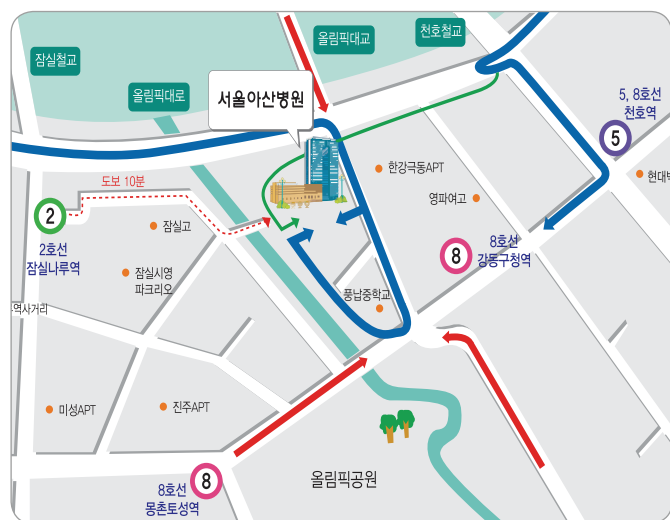 올림픽대교
천호철교
잠실철교
올림픽대로
서울아산병원
5, 8호선
천호역
5
한강극동APT
현대백
도보 10분
영파여고
2
잠실고
2호선
잠실나루역
8호선
강동구청역
8
잠실시영
파크리오
풍납중학교
역사거리
미성APT
진주APT
8호선
몽촌토성역
8
올림픽공원